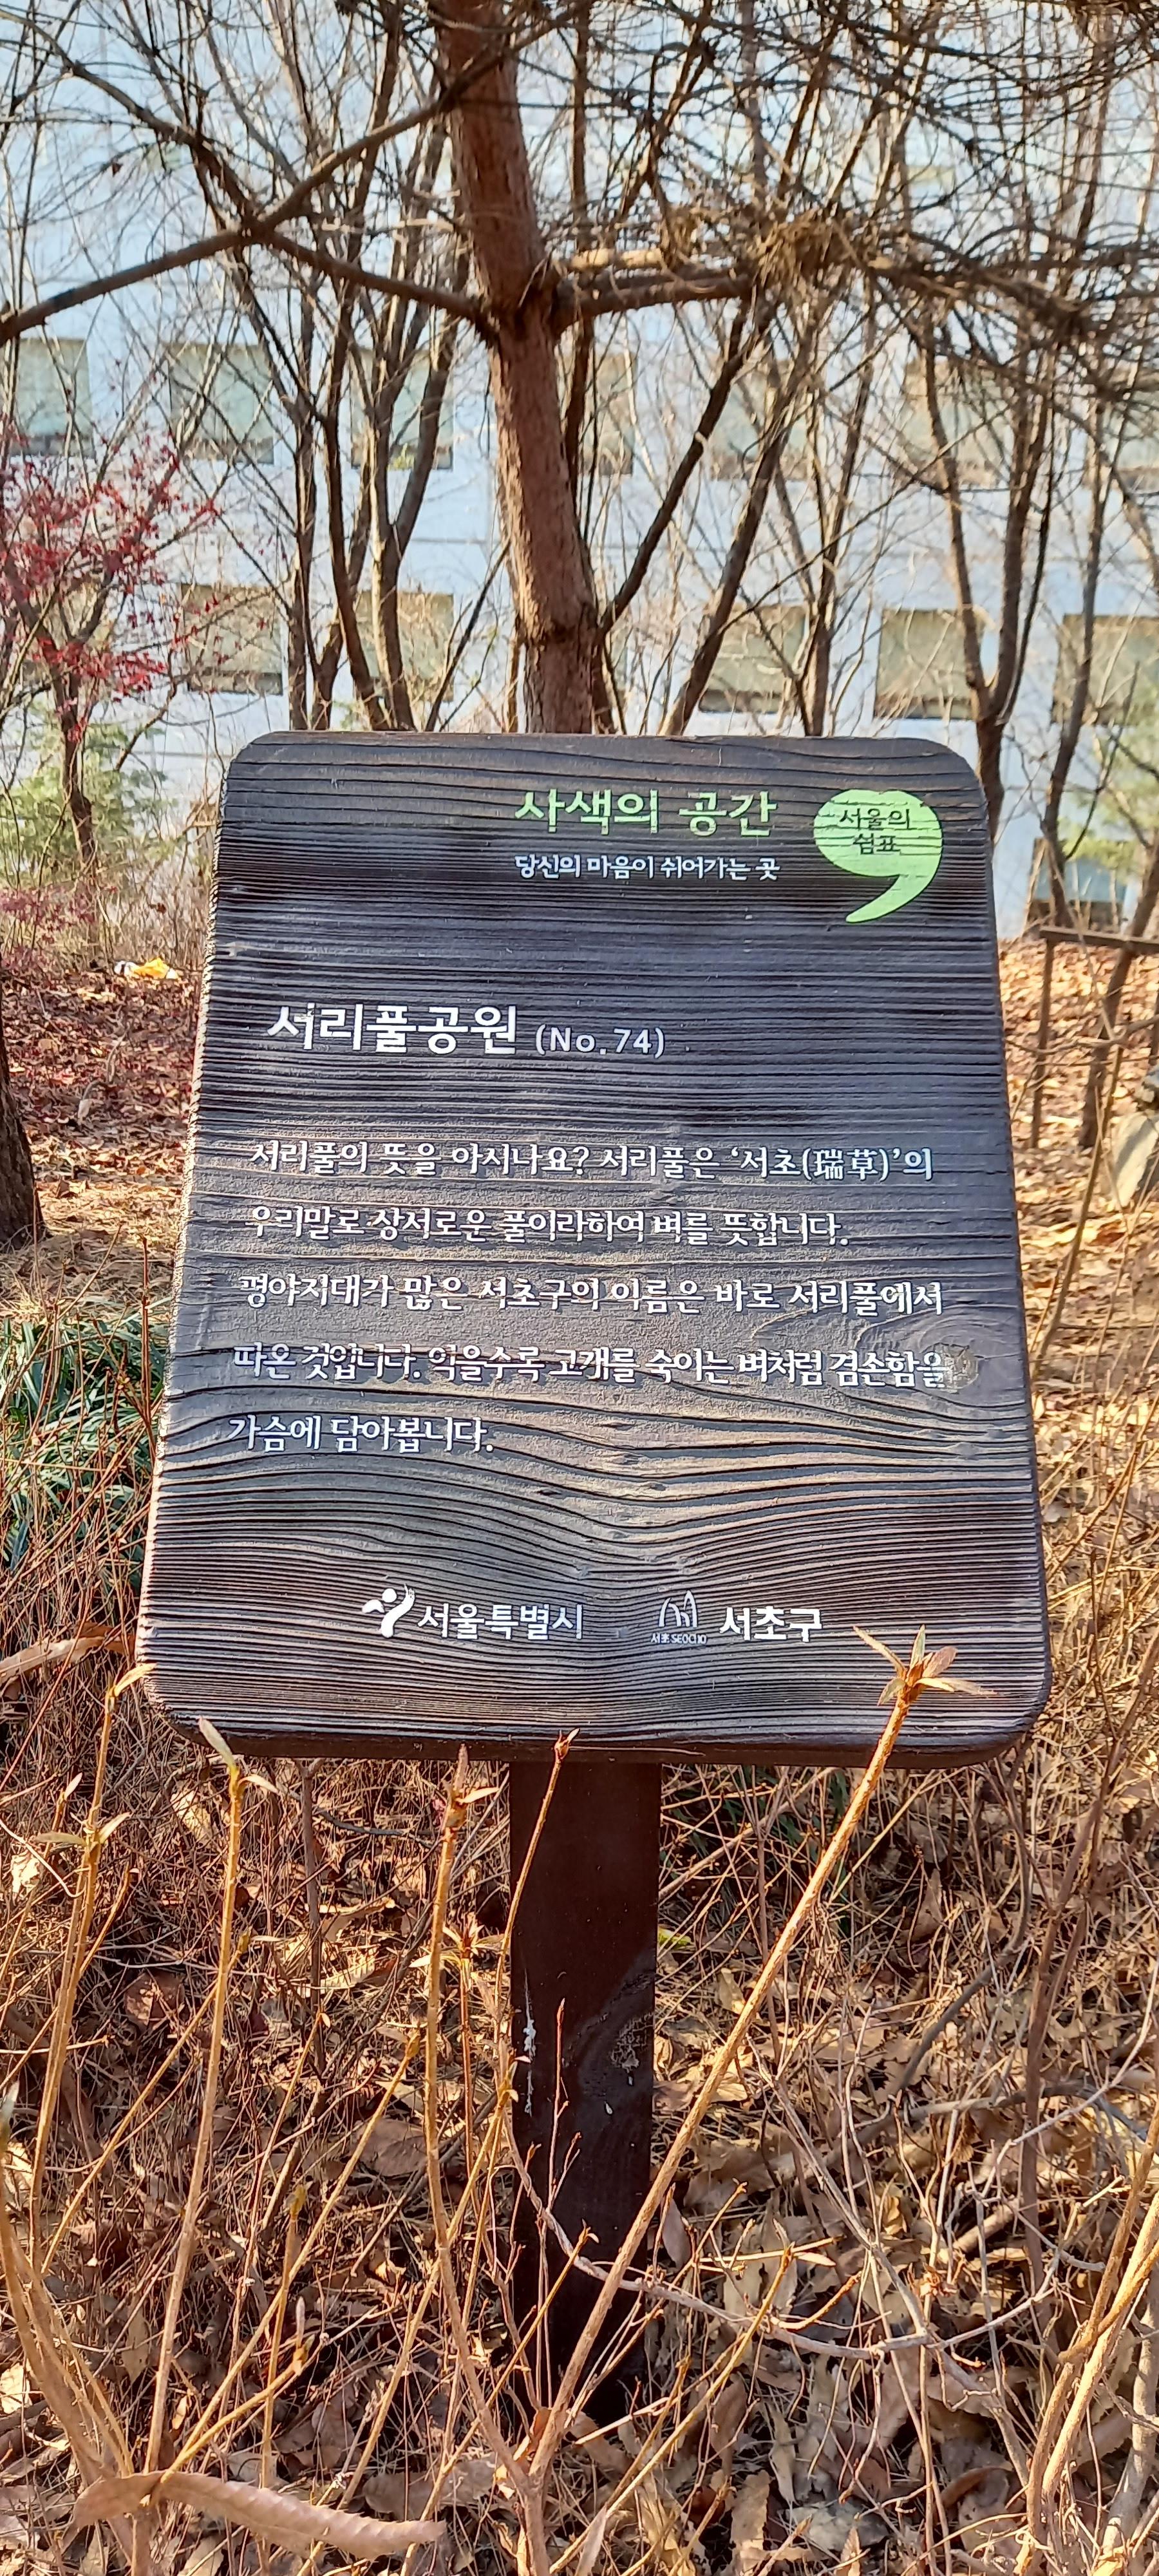 사색의 공간
당신의 마음이 쉬어가는 곳
서울의
쉼표
서리풀공원 (No.74)
서리풀의 뜻을 아시나요? 서리풀은 ‘서초(瑞草)’의
우리말로 상서로운 풀이라하여 벼를 뜻합니다.
평야지대가 많은 서초구의 이름은 바로 서리풀에서
따온 것입니다. 익을수록 고개를 숙이는 벼처럼 겸손함을
가슴에 담아봅니다.
서울특별시
서초 SEOCHO 서초구